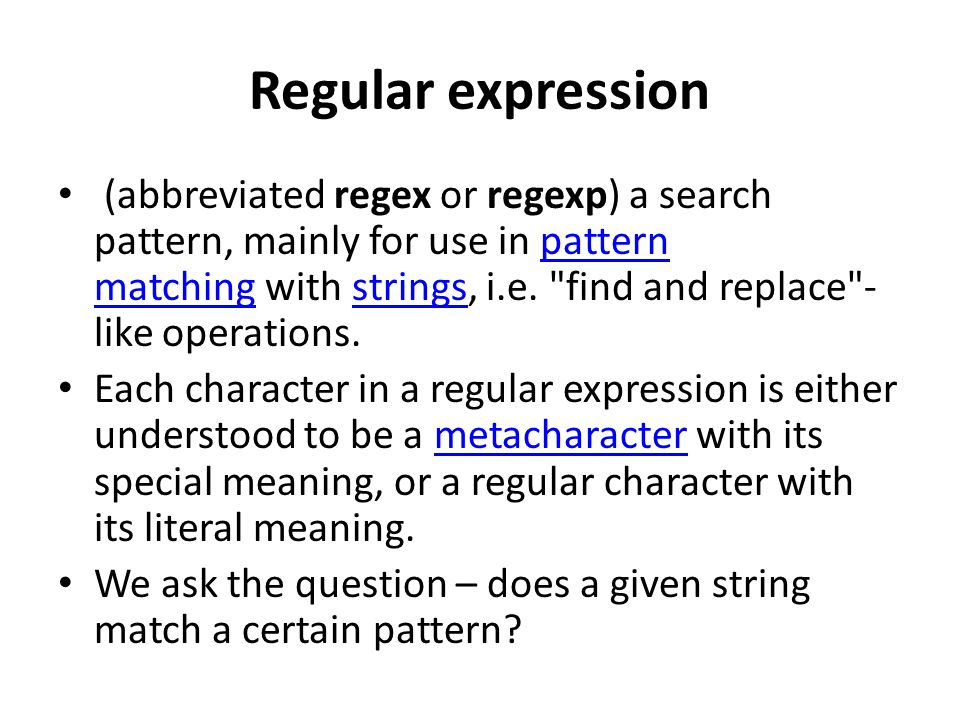 Regular expression
• (abbreviated regex or regexp) a search
pattern, mainly for use in pattern
matching with strings, i.e. "find and replace"-
like operations.
• Each character in a regular expression is either
understood to be a metacharacter with its
special meaning, or a regular character with
its literal meaning.
• We ask the question – does a given string
match a certain pattern?